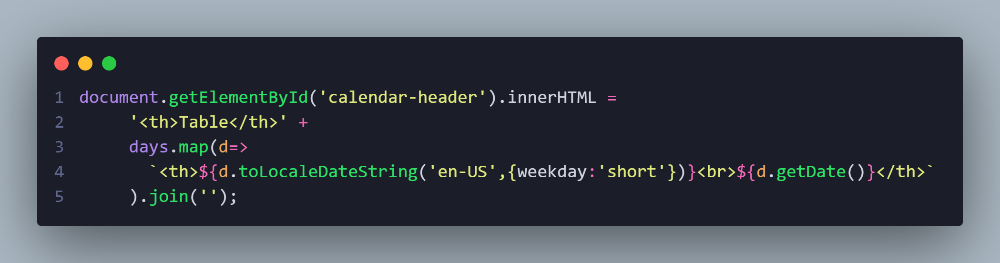 1 document.getElementById('calendar-header').innerHTML =
2 '<th>Table</th>' +
3 days.map(d=>
4 `<th>${d.toLocaleDateString('en-US',{weekday:'short'})}<br>${d.getDate()}</th>`
5 ).join('');